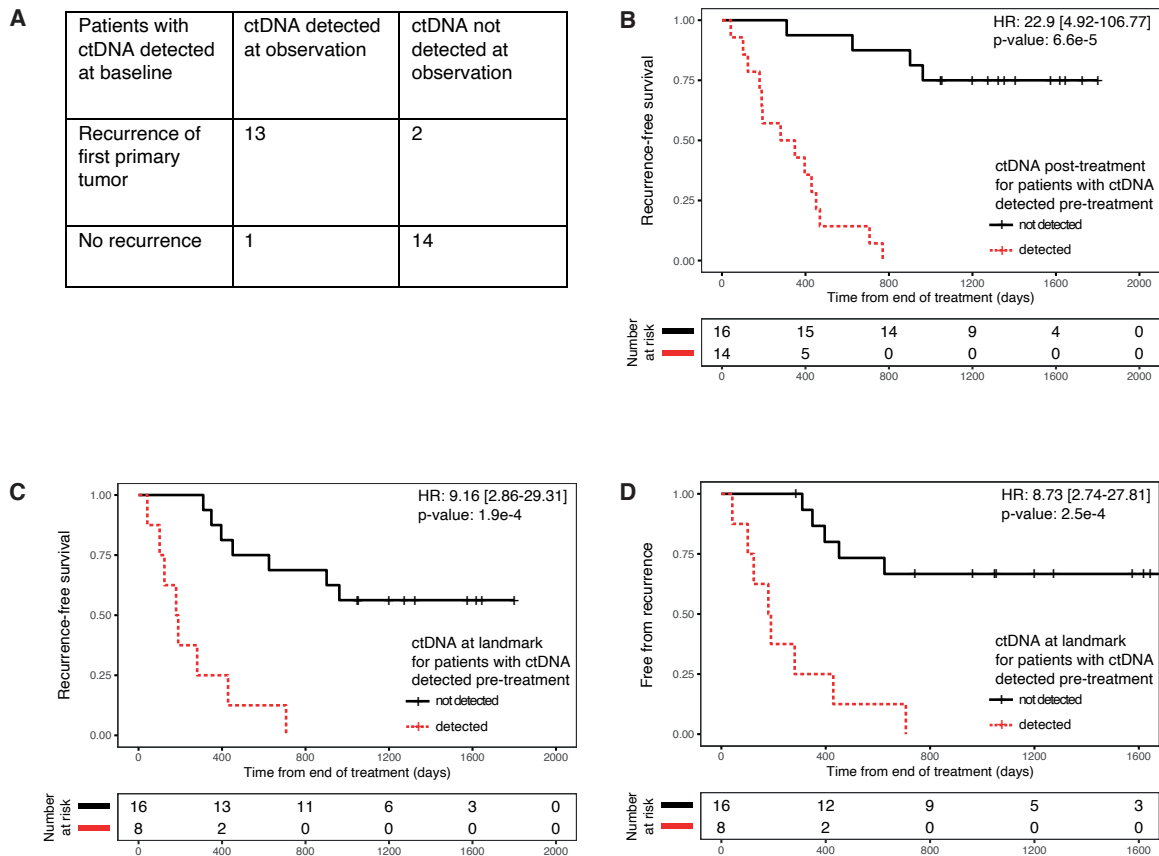 A
Patients with
ctDNA detected
at baseline
ctDNA detected
at observation
ctDNA not
detected at
observation
Recurrence of
first primary
tumor
13
2
No recurrence
1
14
B
HR: 22.9 [4.92-106.77]
p-value: 6.6e-5
Recurrence-free survival
1.00
0.75
0.50
0.25
0.00
ctDNA post-treatment
for patients with ctDNA
detected pre-treatment
not detected
detected
0 400 800 1200 1600 2000
Time from end of treatment (days)
Number
at risk
16 15 14 9 4 0
14 5 0 0 0 0
0 400 800 1200 1600 2000
C
HR: 9.16 [2.86-29.31]
p-value: 1.9e-4
Recurrence-free survival
1.00
0.75
0.50
0.25
0.00
ctDNA at landmark
for patients with ctDNA
detected pre-treatment
not detected
detected
0 400 800 1200 1600 2000
Time from end of treatment (days)
Number
at risk
16 13 11 6 3 0
8 2 0 0 0 0
0 400 800 1200 1600 2000
D
HR: 8.73 [2.74-27.81]
p-value: 2.5e-4
Free from recurrence
1.00
0.75
0.50
0.25
0.00
ctDNA at landmark
for patients with ctDNA
detected pre-treatment
not detected
detected
0 400 800 1200 1600
Time from end of treatment (days)
Number
at risk
16 12 9 5 3
8 2 0 0 0
0 400 800 1200 1600